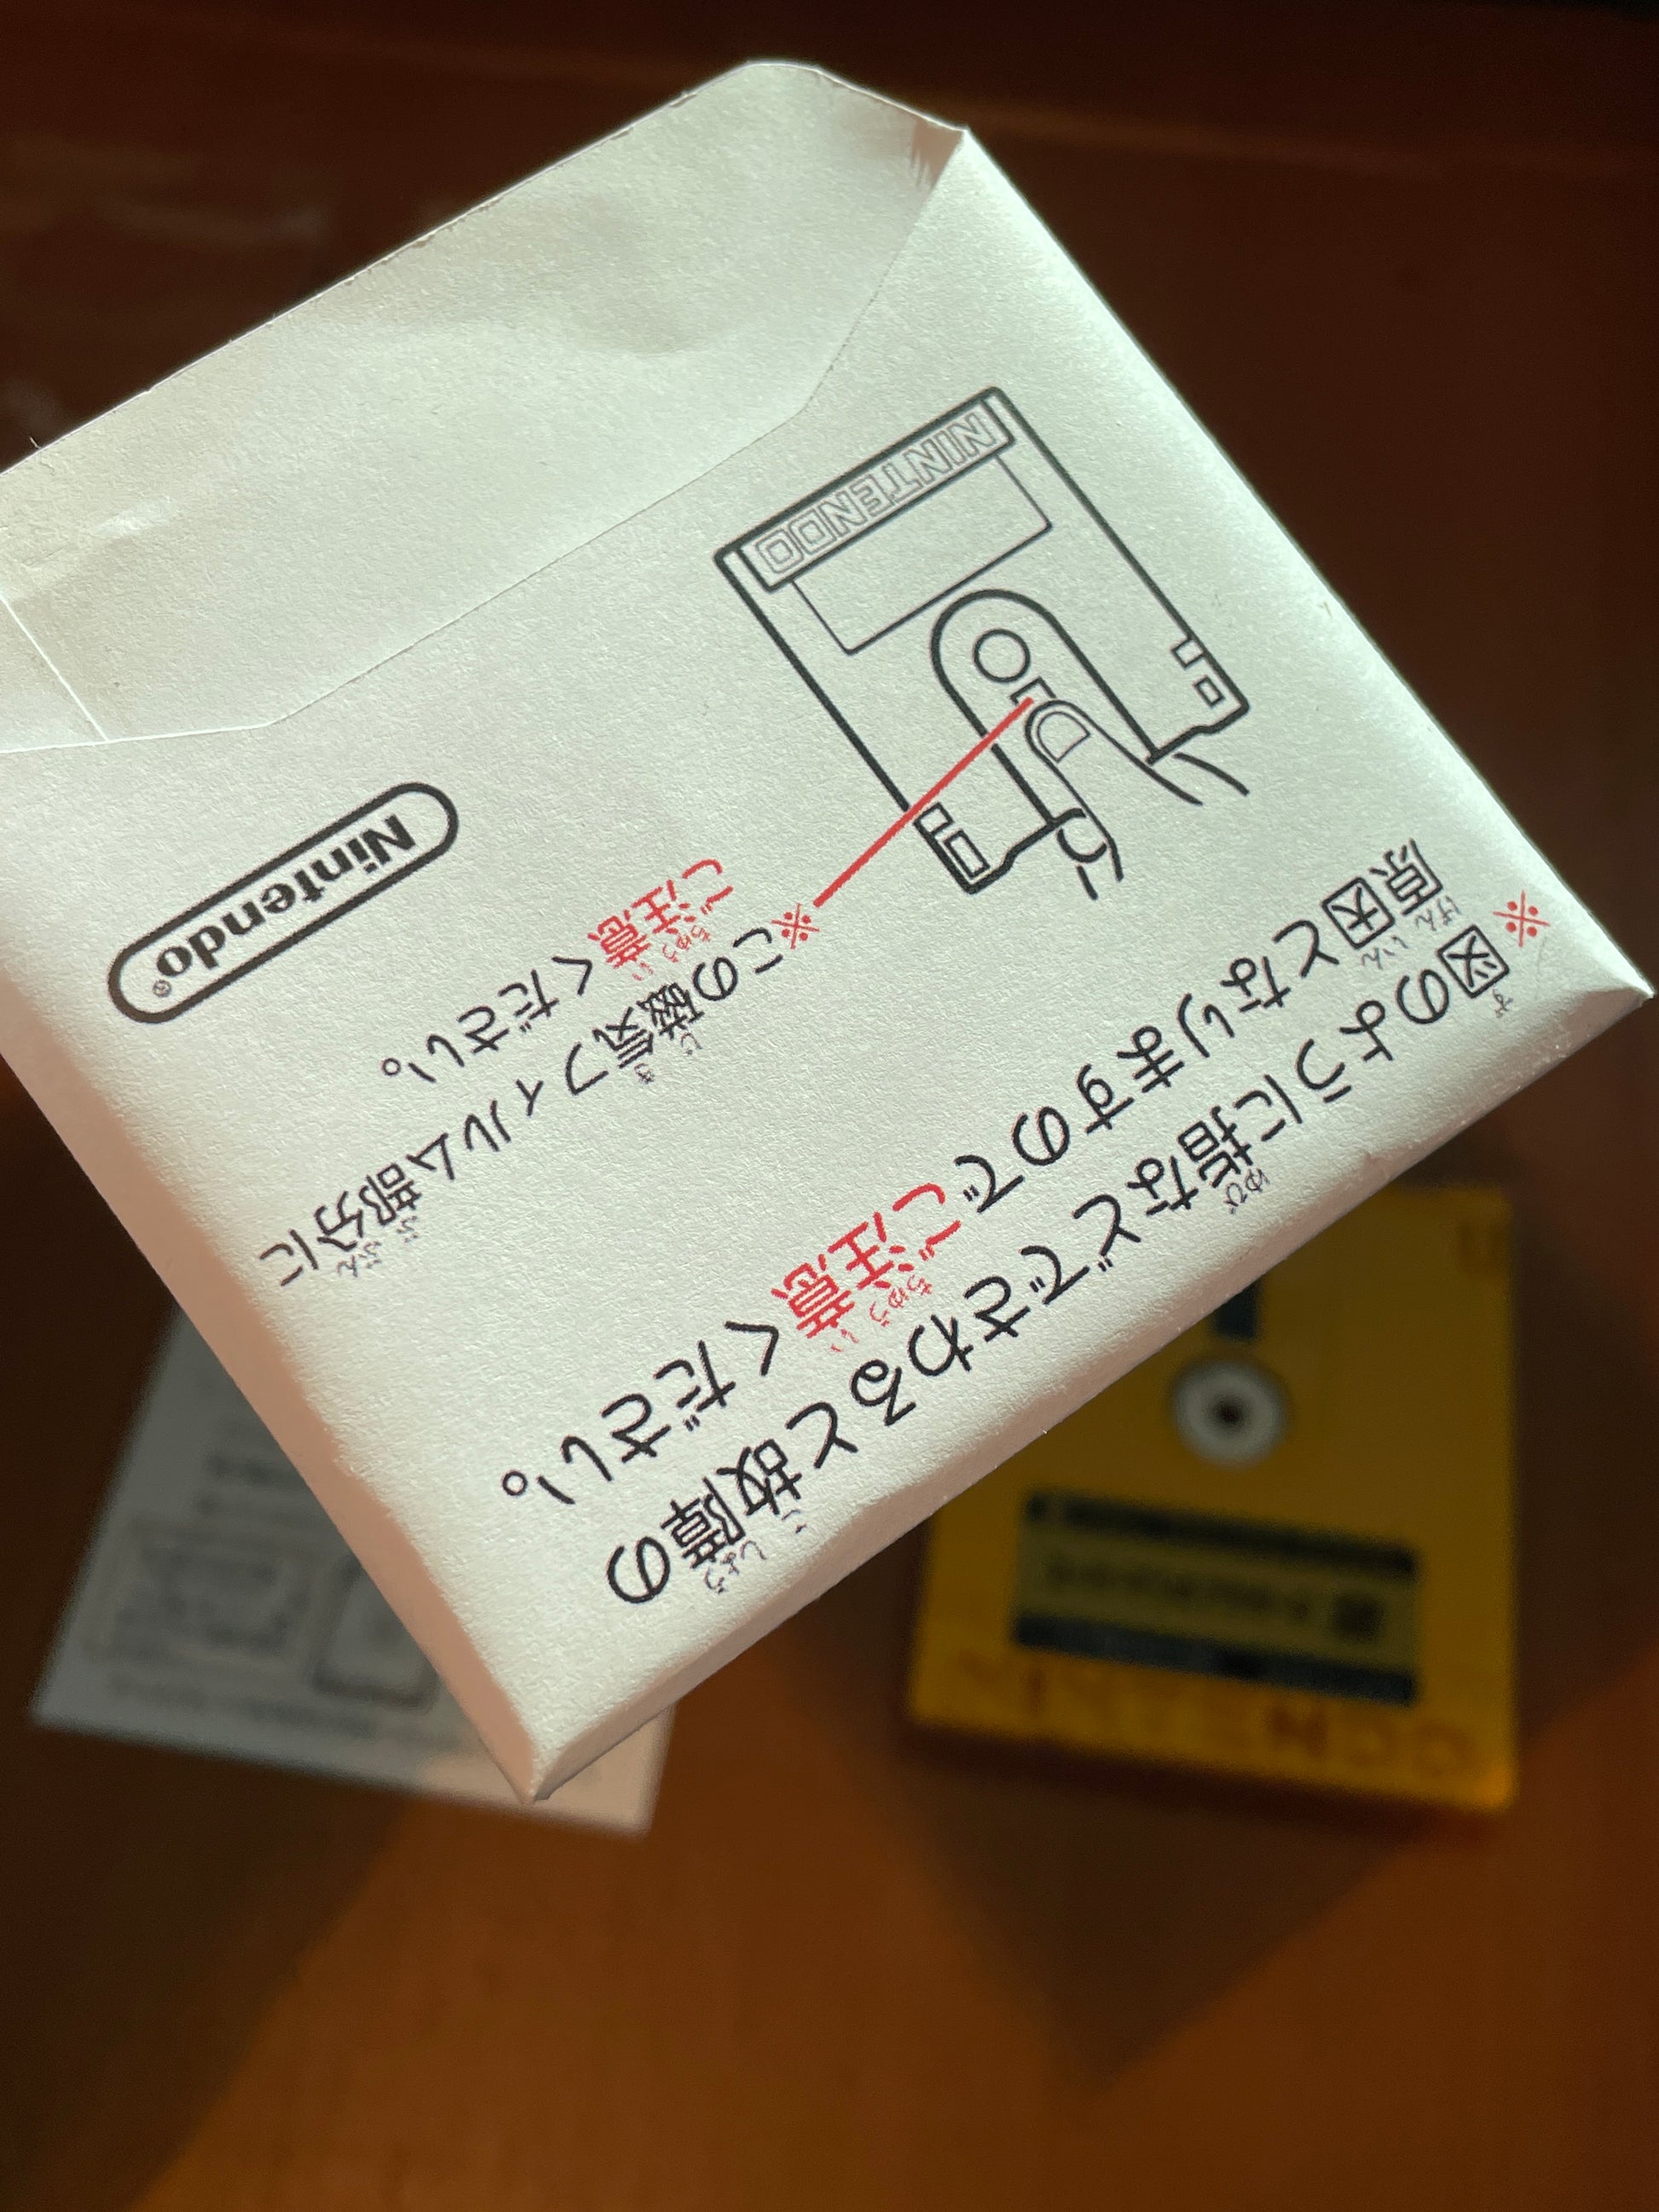 ※図のように指などでさわると故障の
原因となりますのでご注意ください。
※この磁気フィルム部分に
ご注意ください。
NINTENDO
Nintendo®
NINTENDO